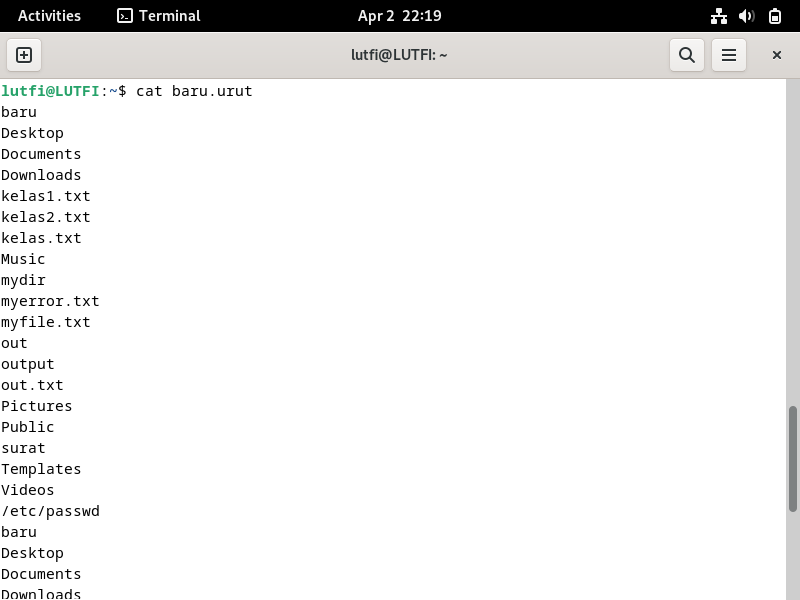 Activities Terminal Apr 2 22:19
lutfi@LUTFI: ~
lutfi@LUTFI:~$ cat baru.urut
baru
Desktop
Documents
Downloads
kelas1.txt
kelas2.txt
kelas.txt
Music
mydir
myerror.txt
myfile.txt
out
output
out.txt
Pictures
Public
surat
Templates
Videos
/etc/passwd
baru
Desktop
Documents
Downloads